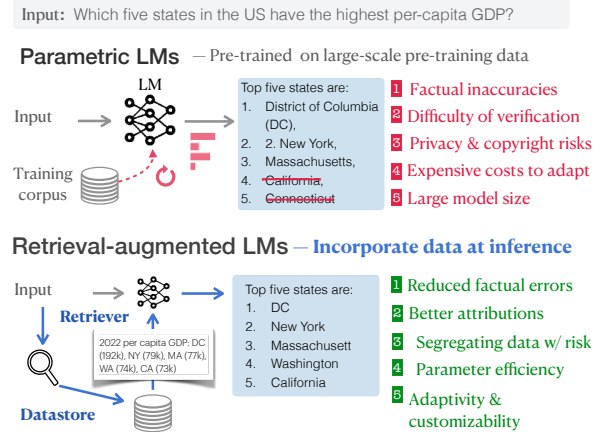 Input: Which five states in the US have the highest per-capita GDP?
Parametric LMs — Pre-trained on large-scale pre-training data
LM
Input
Training
corpus
Top five states are:
1. District of Columbia
(DC),
2. 2. New York,
3. Massachusetts,
4. California,
5. Connecticut
1 Factual inaccuracies
2 Difficulty of verification
3 Privacy & copyright risks
4 Expensive costs to adapt
5 Large model size
Retrieval-augmented LMs — Incorporate data at inference
Input
Retriever
2022 per capita GDP: DC
(192k), NY (79k), MA (77k),
WA (74k), CA (73k)
Datastore
Top five states are:
1. DC
2. New York
3. Massachusett
4. Washington
5. California
1 Reduced factual errors
2 Better attributions
3 Segregating data w/ risk
4 Parameter efficiency
5 Adaptivity &
customizability